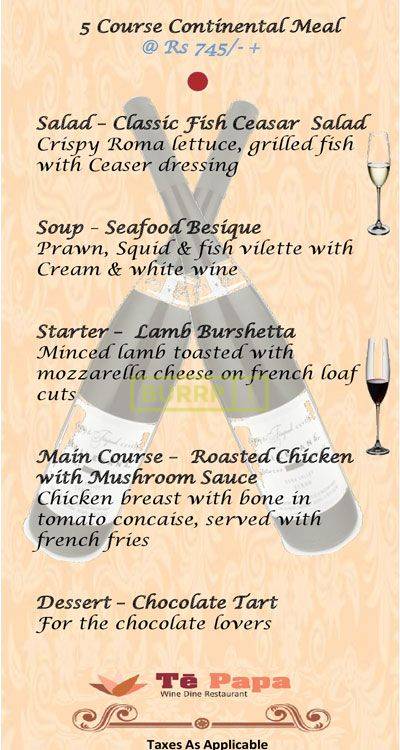 5 Course Continental Meal
@ Rs 745/- +
Salad – Classic Fish Ceasar Salad
Crispy Roma lettuce, grilled fish
with Ceaser dressing
Soup – Seafood Besique
Prawn, Squid & fish vilette with
Cream & white wine
Starter – Lamb Burshetta
Minced lamb toasted with
mozzarella cheese on french loaf
cuts
BURRP!
Main Course – Roasted Chicken
with Mushroom Sauce
Chicken breast with bone in
tomato concaise, served with
french fries
Dessert – Chocolate Tart
For the chocolate lovers
Tē Papa
Wine Dine Restaurant
Taxes As Applicable